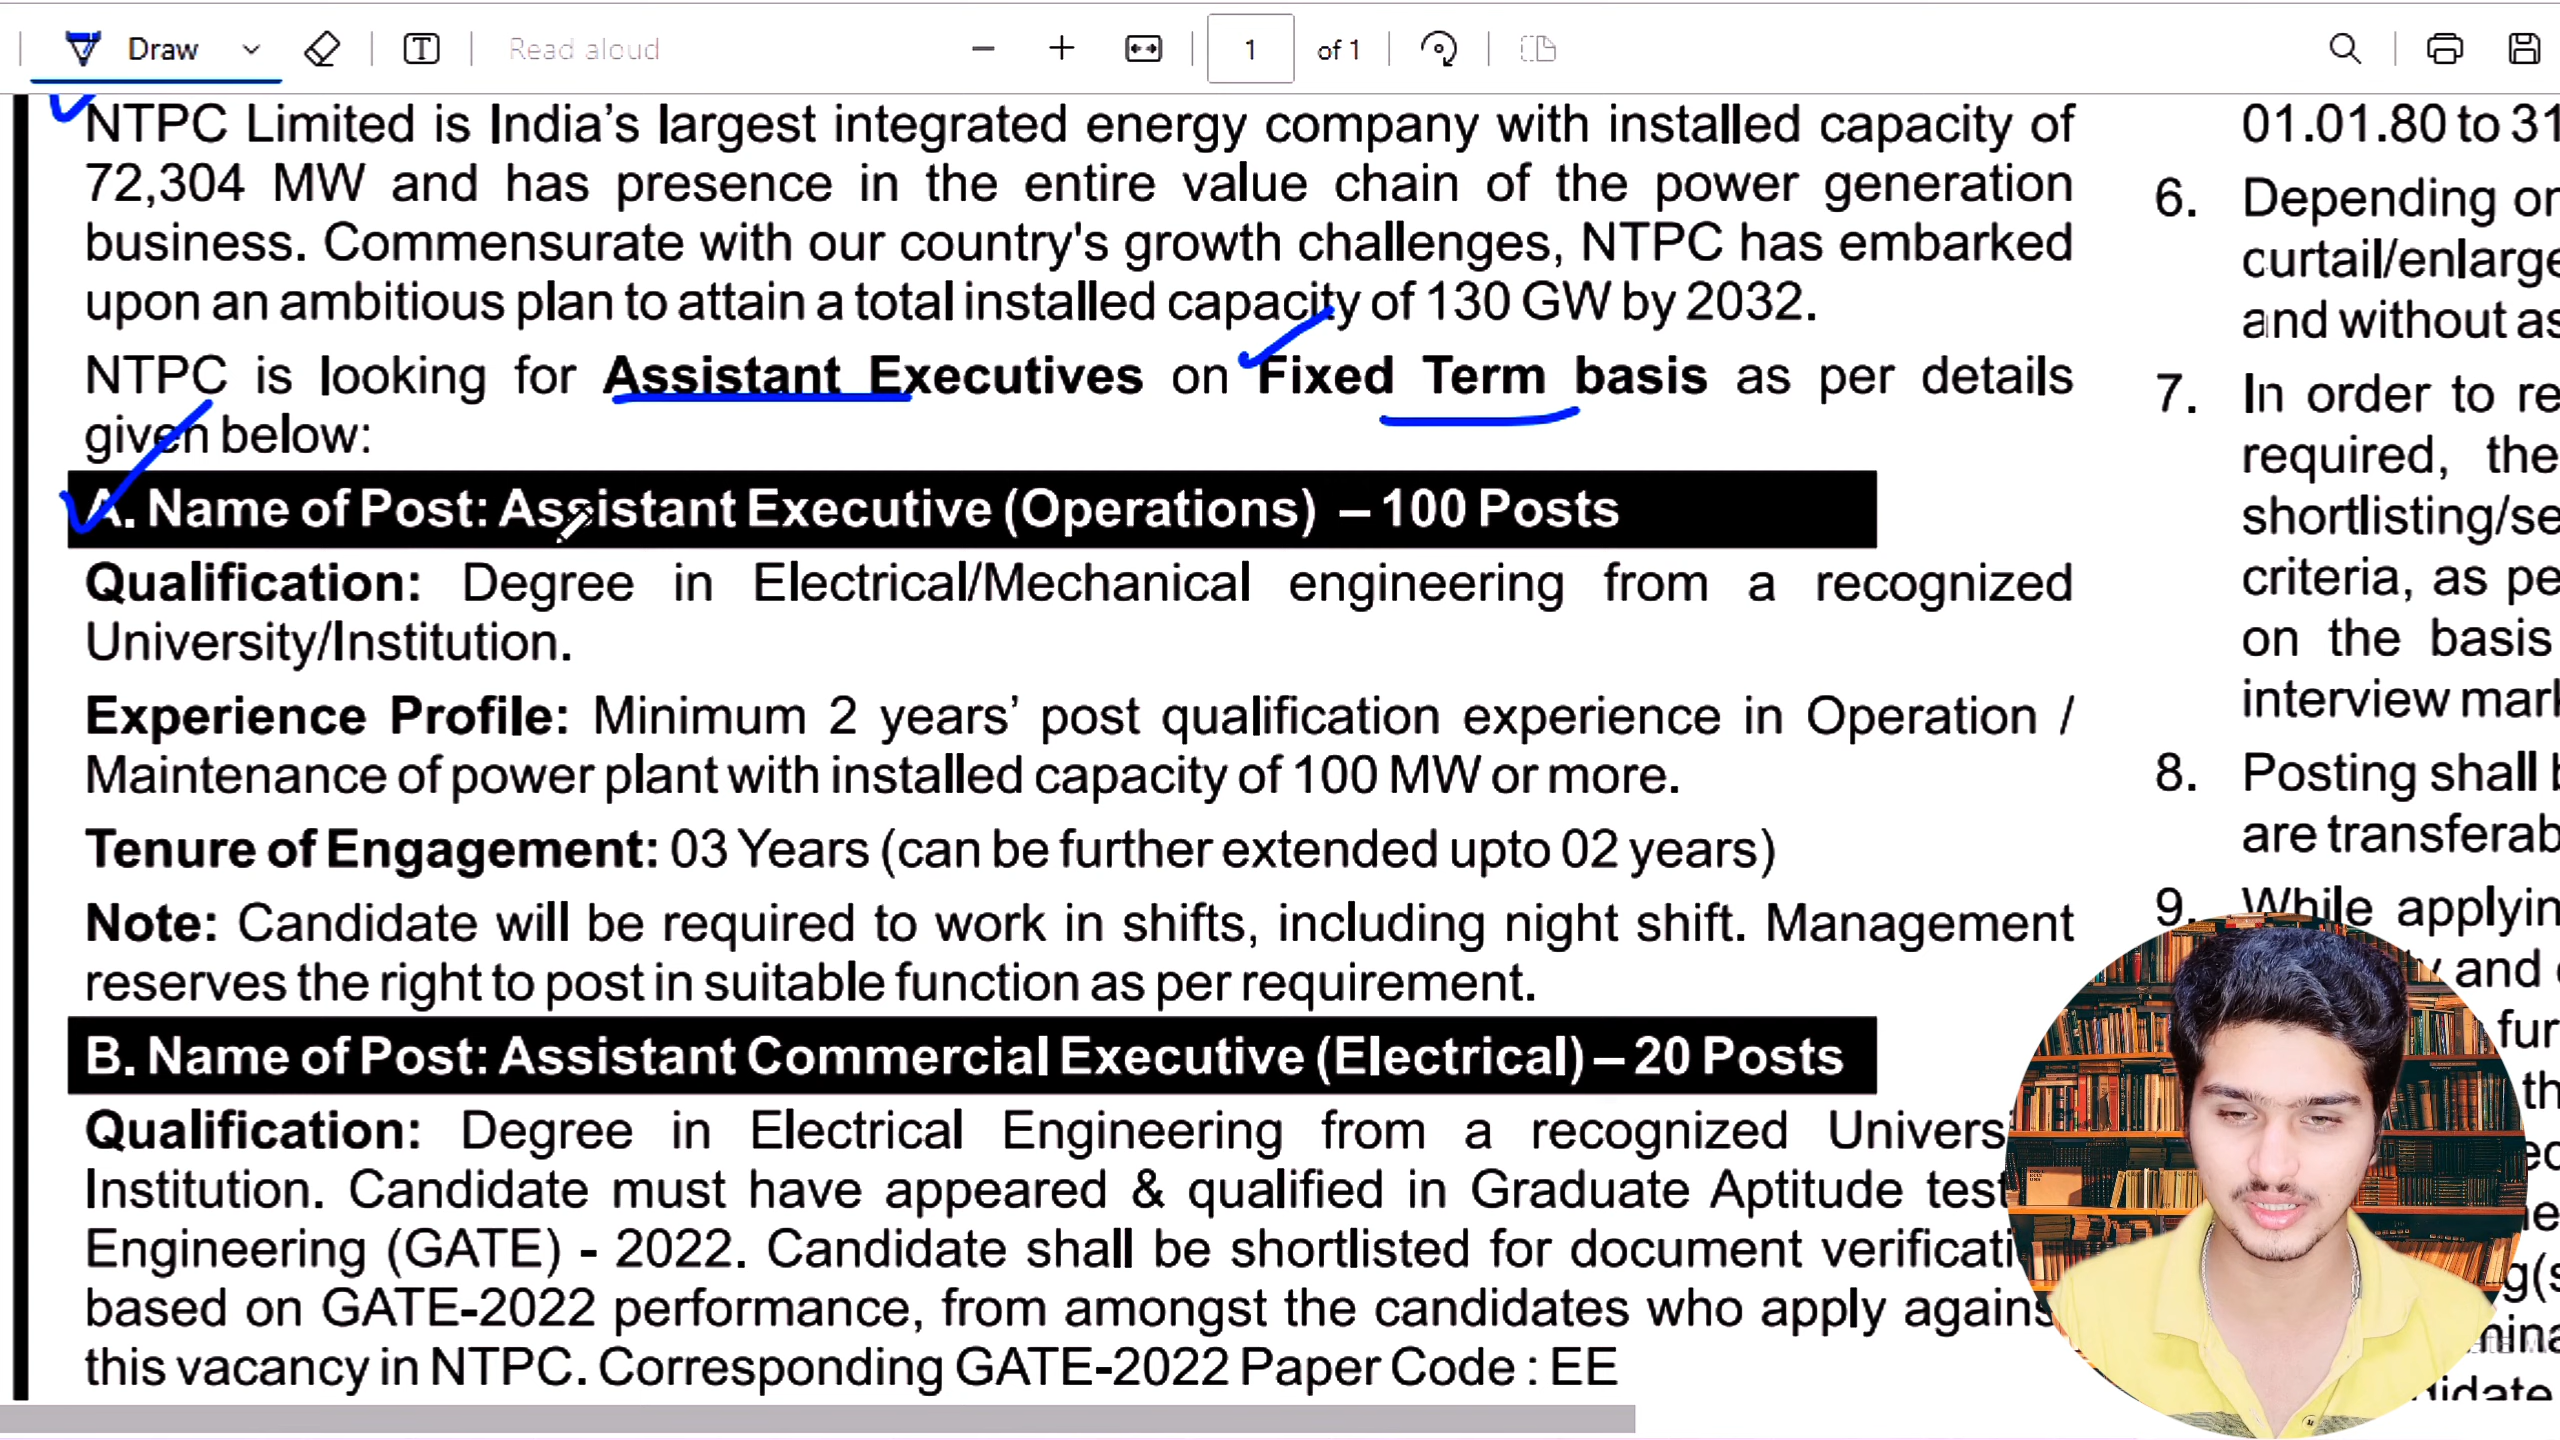 Draw
Read aloud
1 of 1
NTPC Limited is India's largest integrated energy company with installed capacity of
72,304 MW and has presence in the entire value chain of the power generation
business. Commensurate with our country's growth challenges, NTPC has embarked
upon an ambitious plan to attain a total installed capacity of 130 GW by 2032.
NTPC is looking for Assistant Executives on Fixed Term basis as per details
given below:
A. Name of Post: Assistant Executive (Operations) – 100 Posts
Qualification: Degree in Electrical/Mechanical engineering from a recognized
University/Institution.
Experience Profile: Minimum 2 years' post qualification experience in Operation /
Maintenance of power plant with installed capacity of 100 MW or more.
Tenure of Engagement: 03 Years (can be further extended upto 02 years)
Note: Candidate will be required to work in shifts, including night shift. Management
reserves the right to post in suitable function as per requirement.
B. Name of Post: Assistant Commercial Executive (Electrical) – 20 Posts
Qualification: Degree in Electrical Engineering from a recognized
Institution. Candidate must have appeared & qualified in Graduate Aptitude test
Engineering (GATE) - 2022. Candidate shall be shortlisted for document
based on GATE-2022 performance, from amongst the candidates who apply
this vacancy in NTPC. Corresponding GATE-2022 Paper Code : EE
01.01.80 to 31
6. Depending
curtail/enlarge
and without
7. In order to
required, the
shortlisting/
criteria, as
on the basis
interview
8. Posting shall
are
9. While
and